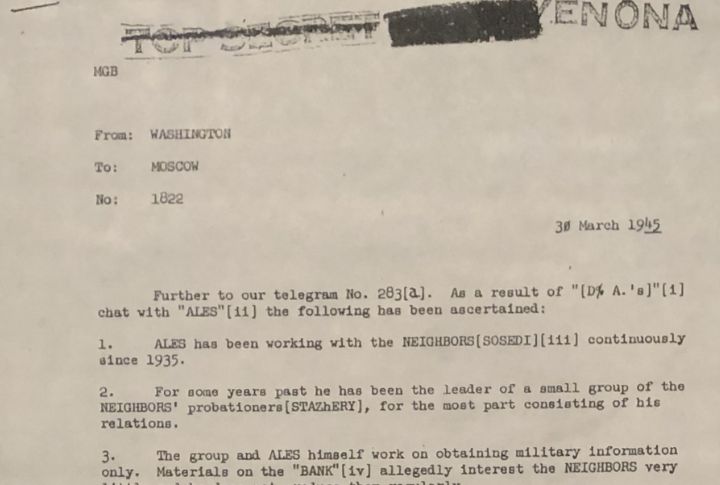 TOP SECRET VENONA
MGB
From: WASHINGTON
To: MOSCOW
No: 1822
30 March 1945
Further to our telegram No. 283[a]. As a result of "[D% A.'s]"[i]
chat with "ALES"[ii] the following has been ascertained:
1. ALES has been working with the NEIGHBORS[SOSEDI][iii] continuously
since 1935.
2. For some years past he has been the leader of a small group of the
NEIGHBORS' probationers[STAZhERY], for the most part consisting of his
relations.
3. The group and ALES himself work on obtaining military information
only. Materials on the "BANK"[iv] allegedly interest the NEIGHBORS very